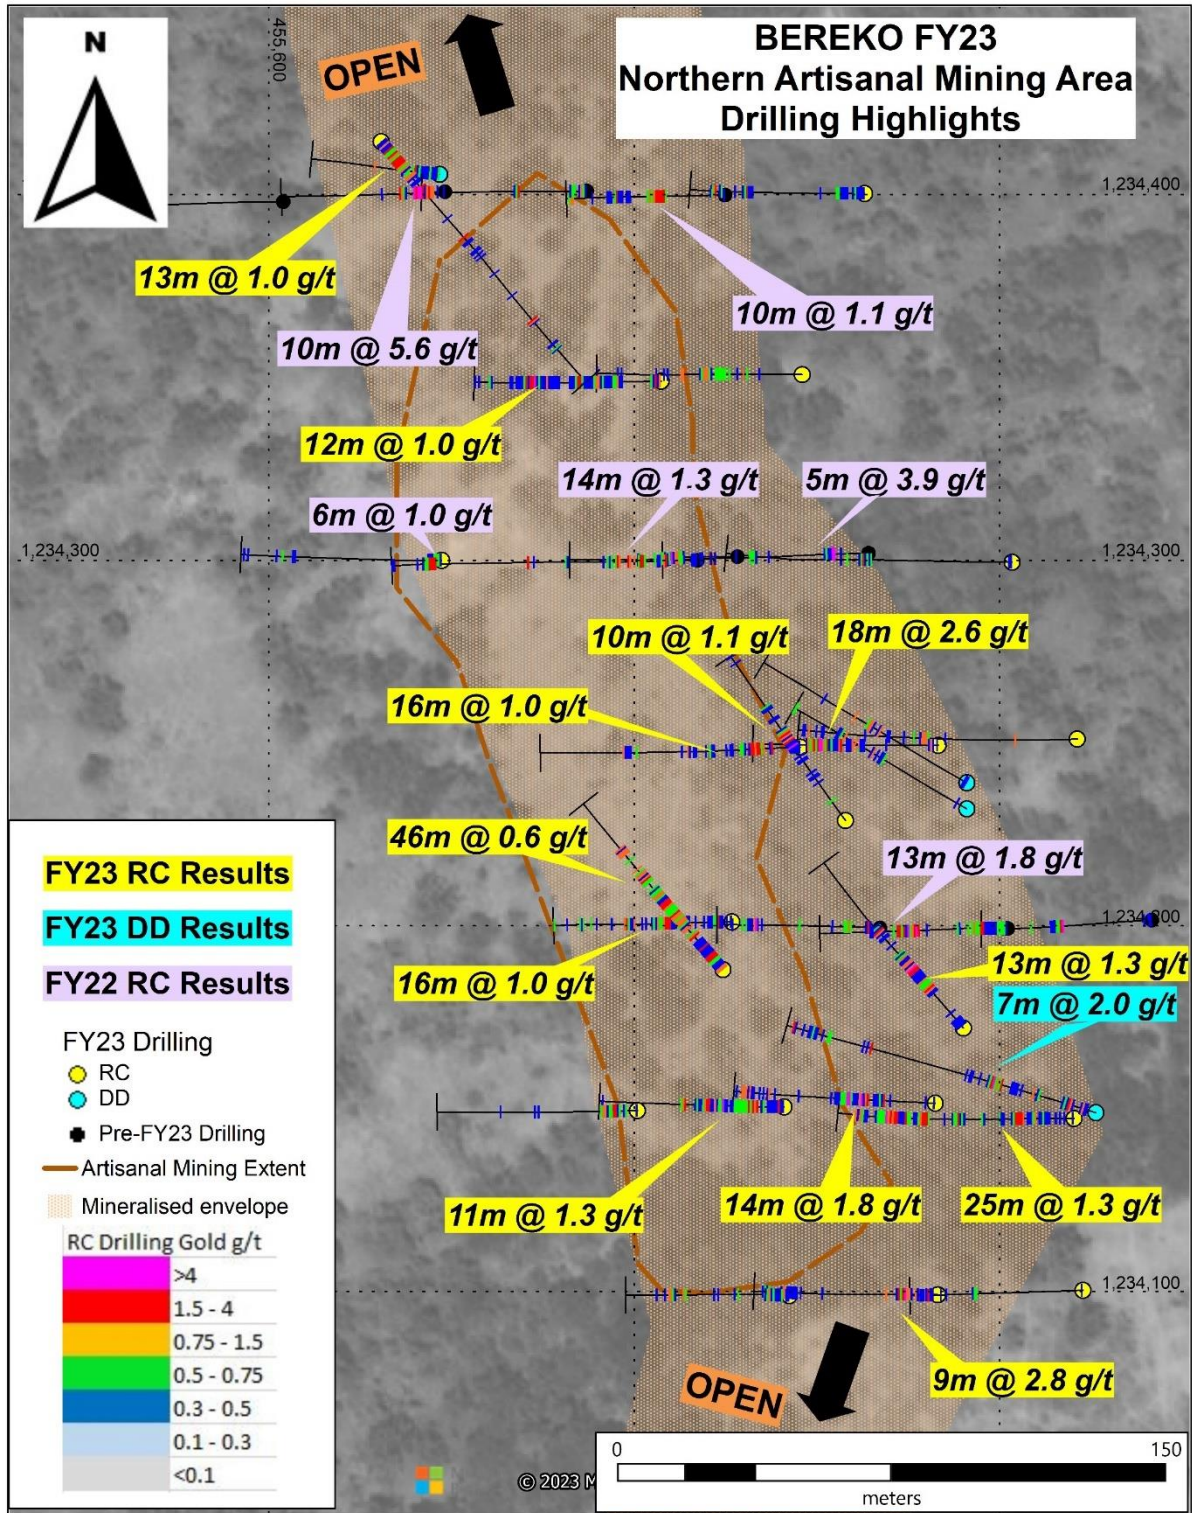 BEREKO FY23
Northern Artisanal Mining Area
Drilling Highlights
N
455,600
OPEN
1,234,400
13m @ 1.0 g/t
10m @ 5.6 g/t
10m @ 1.1 g/t
12m @ 1.0 g/t
14m @ 1.3 g/t
5m @ 3.9 g/t
6m @ 1.0 g/t
1,234,300
1,234,300
10m @ 1.1 g/t
18m @ 2.6 g/t
16m @ 1.0 g/t
46m @ 0.6 g/t
13m @ 1.8 g/t
1,234,200
16m @ 1.0 g/t
13m @ 1.3 g/t
7m @ 2.0 g/t
11m @ 1.3 g/t
14m @ 1.8 g/t
25m @ 1.3 g/t
1,234,100
9m @ 2.8 g/t
OPEN
FY23 RC Results
FY23 DD Results
FY22 RC Results
FY23 Drilling
RC
DD
Pre-FY23 Drilling
Artisanal Mining Extent
Mineralised envelope
RC Drilling Gold g/t
>4
1.5 - 4
0.75 - 1.5
0.5 - 0.75
0.3 - 0.5
0.1 - 0.3
<0.1
© 2023 M
0 150
meters